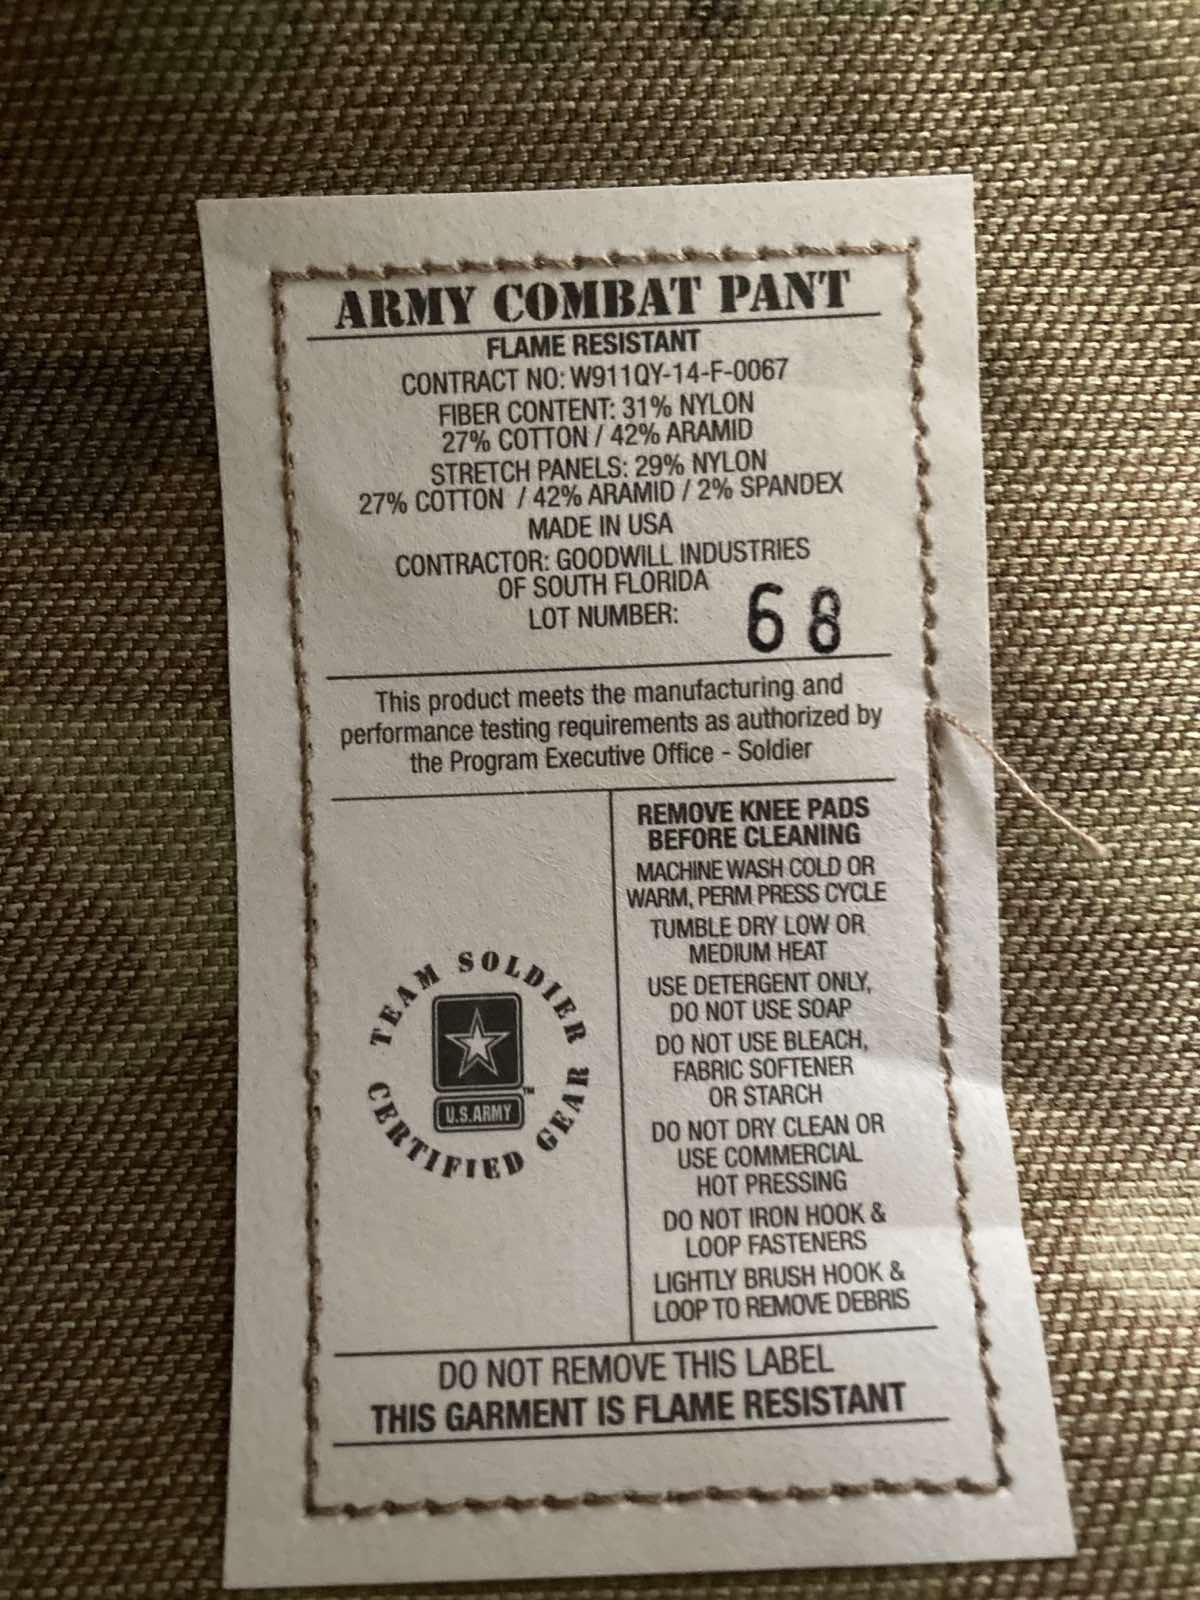 ARMY COMBAT PANT
FLAME RESISTANT
CONTRACT NO: W911QY-14-F-0067
FIBER CONTENT: 31% NYLON
27% COTTON / 42% ARAMID
STRETCH PANELS: 29% NYLON
27% COTTON / 42% ARAMID / 2% SPANDEX
MADE IN USA
CONTRACTOR: GOODWILL INDUSTRIES
OF SOUTH FLORIDA
LOT NUMBER: 68
This product meets the manufacturing and
performance testing requirements as authorized by
the Program Executive Office - Soldier
TEAM SOLDIER
CERTIFIED GEAR
U.S.ARMY™
REMOVE KNEE PADS
BEFORE CLEANING
MACHINE WASH COLD OR
WARM, PERM PRESS CYCLE
TUMBLE DRY LOW OR
MEDIUM HEAT
USE DETERGENT ONLY,
DO NOT USE SOAP
DO NOT USE BLEACH,
FABRIC SOFTENER
OR STARCH
DO NOT DRY CLEAN OR
USE COMMERCIAL
HOT PRESSING
DO NOT IRON HOOK &
LOOP FASTENERS
LIGHTLY BRUSH HOOK &
LOOP TO REMOVE DEBRIS
DO NOT REMOVE THIS LABEL
THIS GARMENT IS FLAME RESISTANT